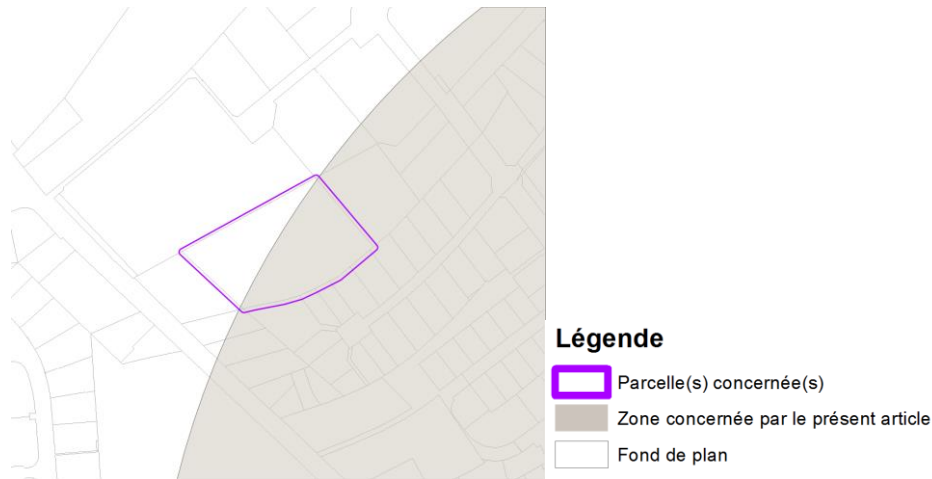 Légende
Parcelle(s) concernée(s)
Zone concernée par le présent article
Fond de plan